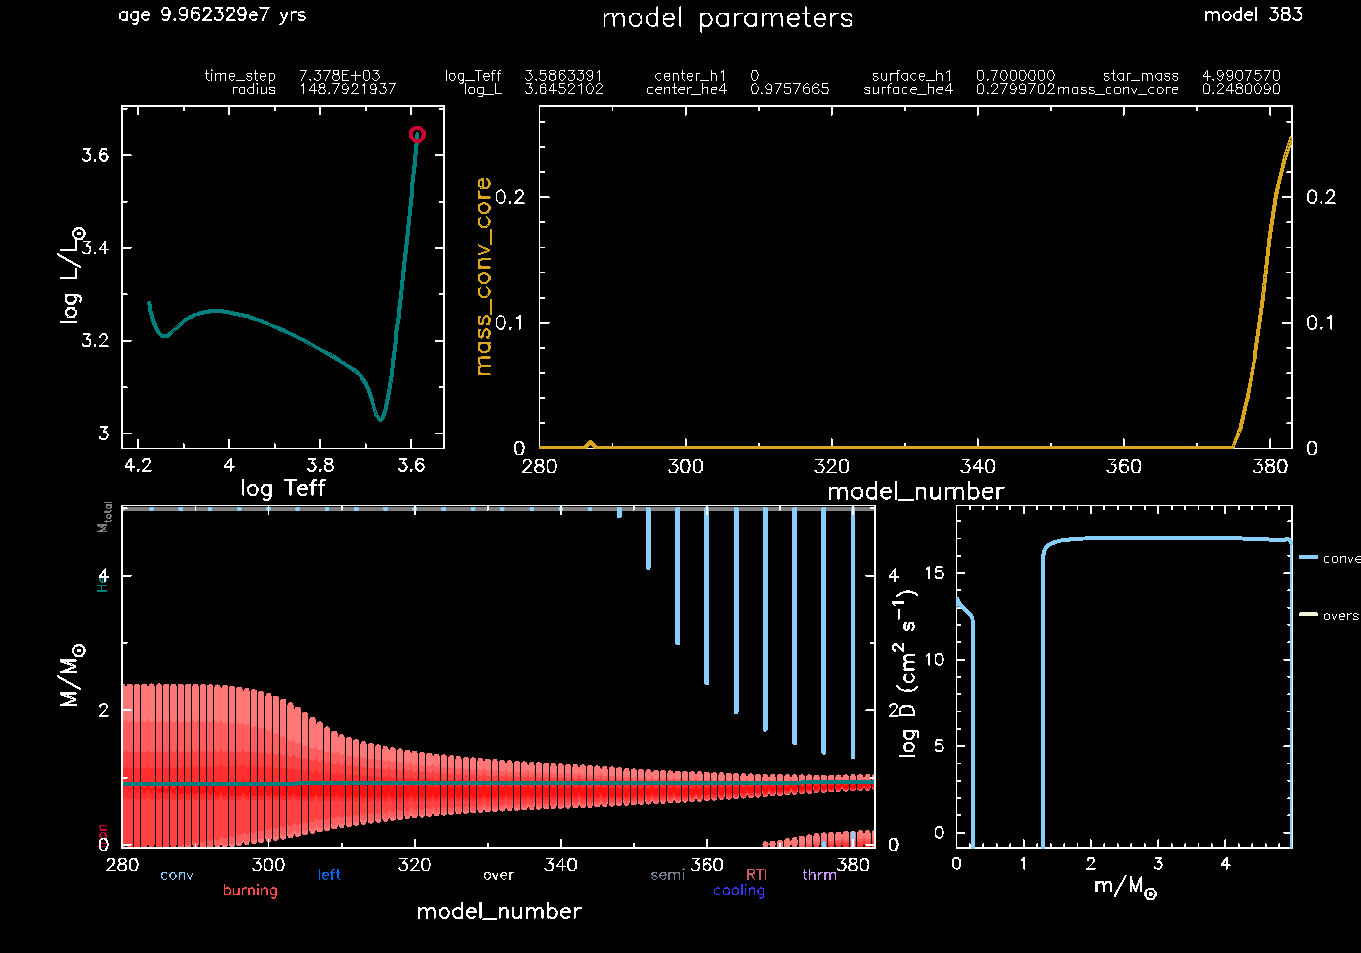 age 9.962329e7 yrs
model parameters
model 383
time_step 7.378E+03 log_Teff 3.5863391 center_h1 0 surface_h1 0.7000000 star_mass 4.9907570
radius 148.7921937 log_L 3.6452102 center_he4 0.9757665 surface_he4 0.2799702 mass_conv_core 0.2480090
log L/L⊙
3.6
3.4
3.2
3
4.2 4 3.8 3.6
log Teff
mass_conv_core
0.2 0.2
0.1 0.1
0 0
280 300 320 340 360 380
model_number
M/M⊙
Mtotal
He
4 4
2 2
0 0
280 300 320 340 360 380
conv left over semi RTI thrm
burning cooling
model_number
log D (cm² s⁻¹)
15
10
5
0
0 1 2 3 4
m/M⊙
conve
overs